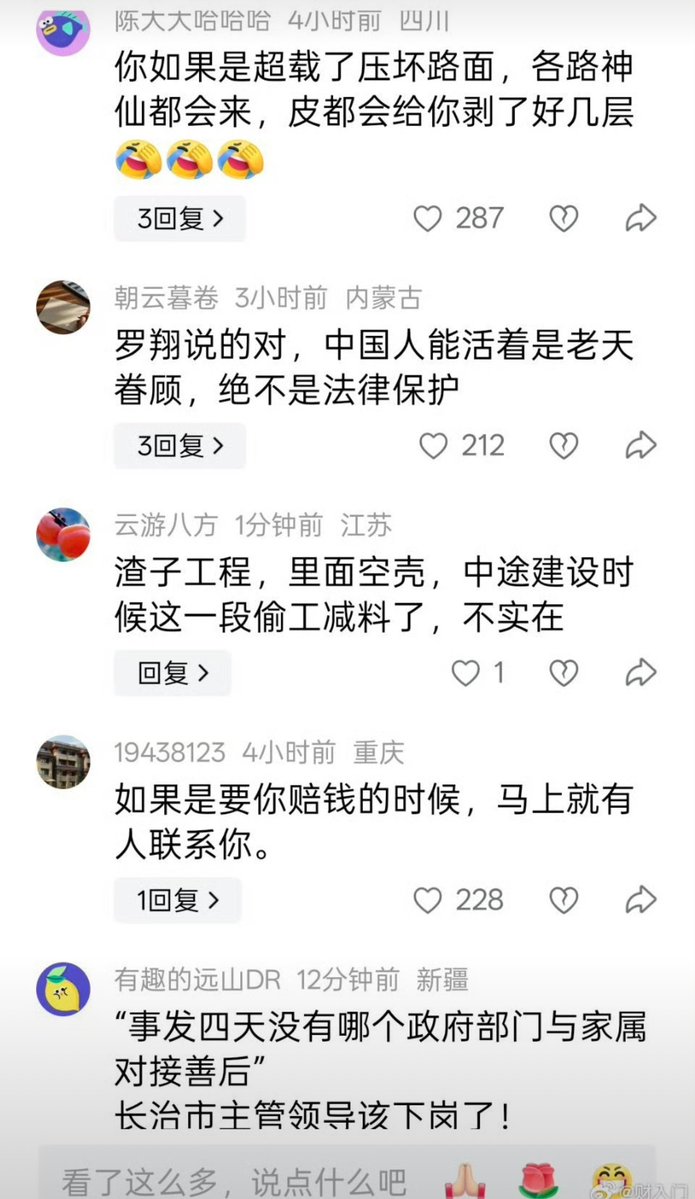 陈大大哈哈哈 4小时前 四川
你如果是超载了压坏路面，各路神
仙都会来，皮都会给你剥了好几层
🤣🤣🤣
3回复 >
287
朝云暮卷 3小时前 内蒙古
罗翔说的对，中国人能活着是老天
眷顾，绝不是法律保护
3回复 >
212
云游八方 1分钟前 江苏
渣子工程，里面空壳，中途建设时
候这一段偷工减料了，不实在
回复 >
1
19438123 4小时前 重庆
如果是要你赔钱的时候，马上就有
人联系你。
1回复 >
228
有趣的远山DR 12分钟前 新疆
“事发四天没有哪个政府部门与家属
对接善后”
长治市主管领导该下岗了！
看了这么多，说点什么吧
@财入门